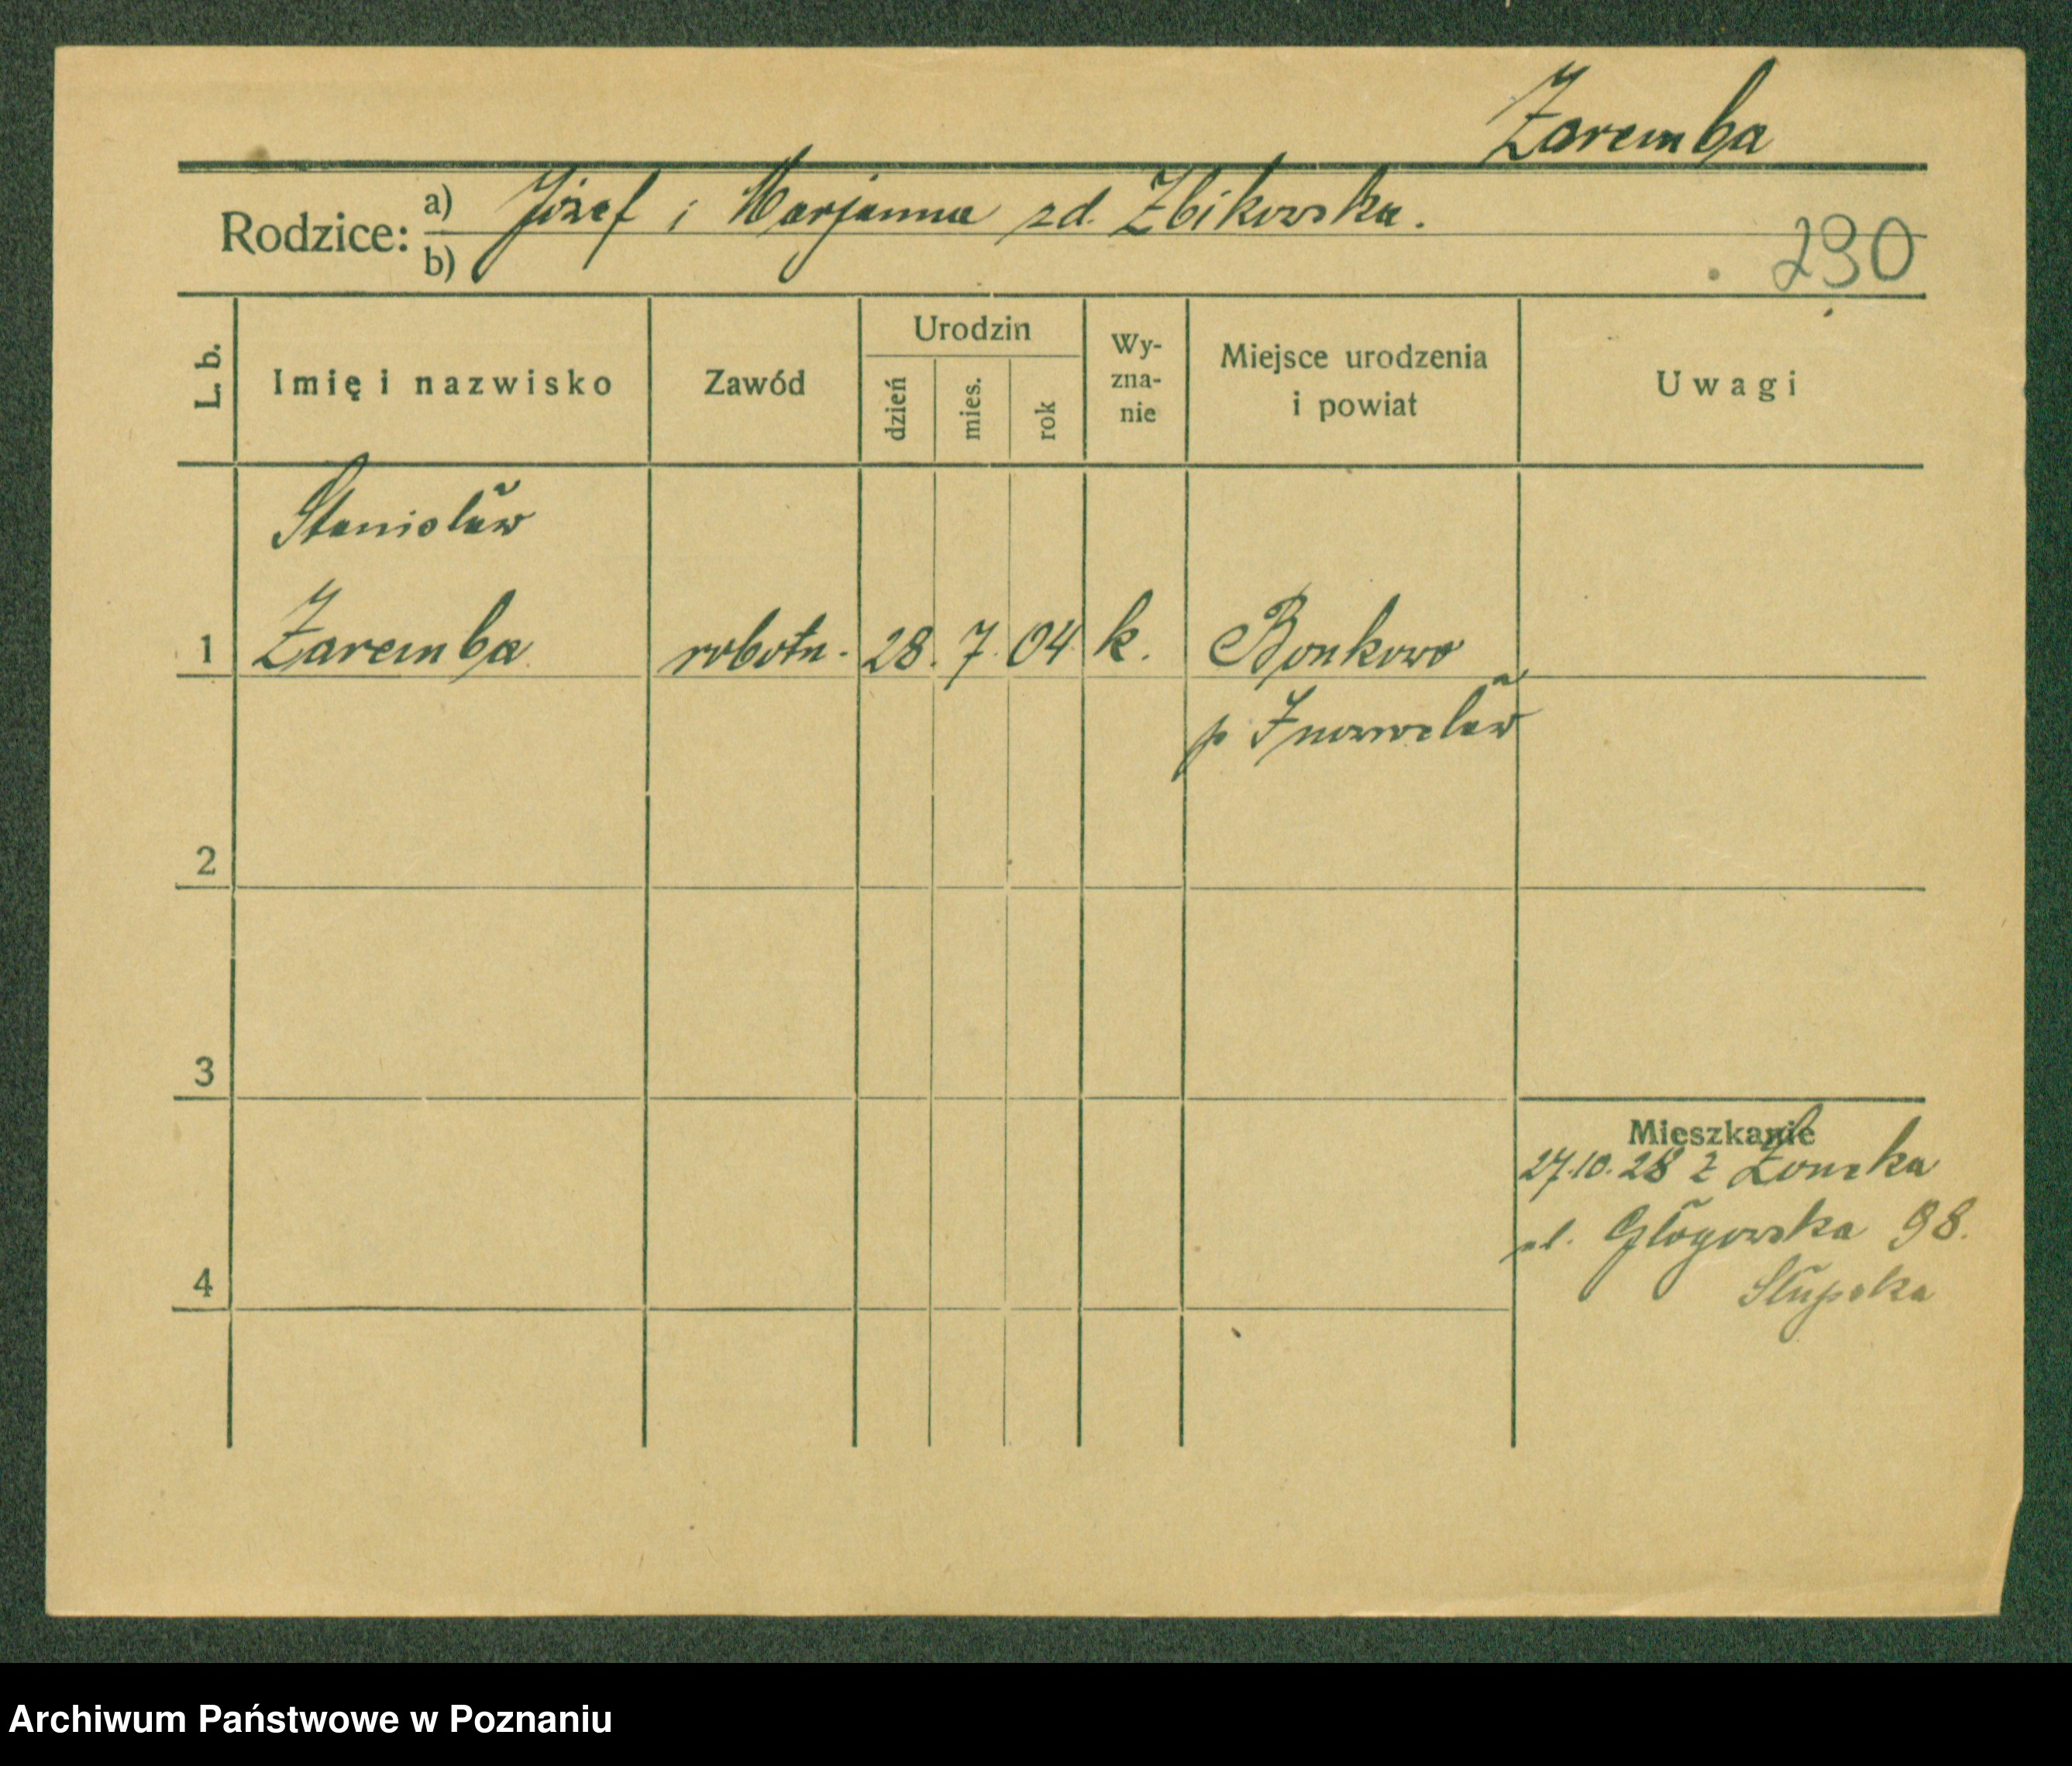 Zaremba
Rodzice: a) Józef i Marjanna zd. Zbikowska.
b)
290
L. b. Imię i nazwisko Zawód Urodzin dzień mies. rok Wy-zna-nie Miejsce urodzenia i powiat Uwagi
Stanisław
1 Zaremba robotn. 28. 7. 04 k. Bonkowo
p Inowrocław
2
3
Mieszkanie
27.10.28 z
ul. Głogowska 98.
Słupska
4
Archiwum Państwowe w Poznaniu